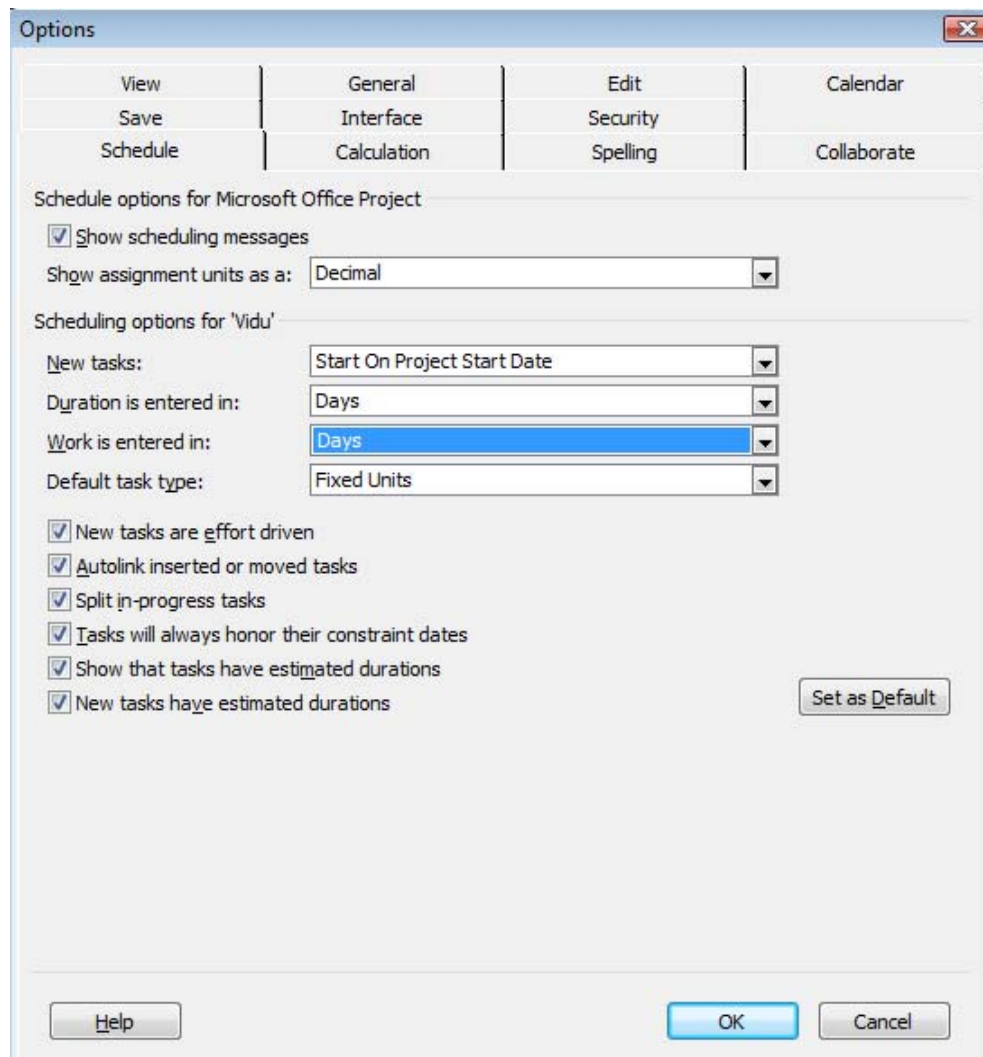 Options
View General Edit Calendar
Save Interface Security
Schedule Calculation Spelling Collaborate
Schedule options for Microsoft Office Project
Show scheduling messages
Show assignment units as a: Decimal
Scheduling options for 'Vidu'
New tasks: Start On Project Start Date
Duration is entered in: Days
Work is entered in: Days
Default task type: Fixed Units
New tasks are effort driven
Autolink inserted or moved tasks
Split in-progress tasks
Tasks will always honor their constraint dates
Show that tasks have estimated durations
New tasks have estimated durations
Set as Default
Help OK Cancel